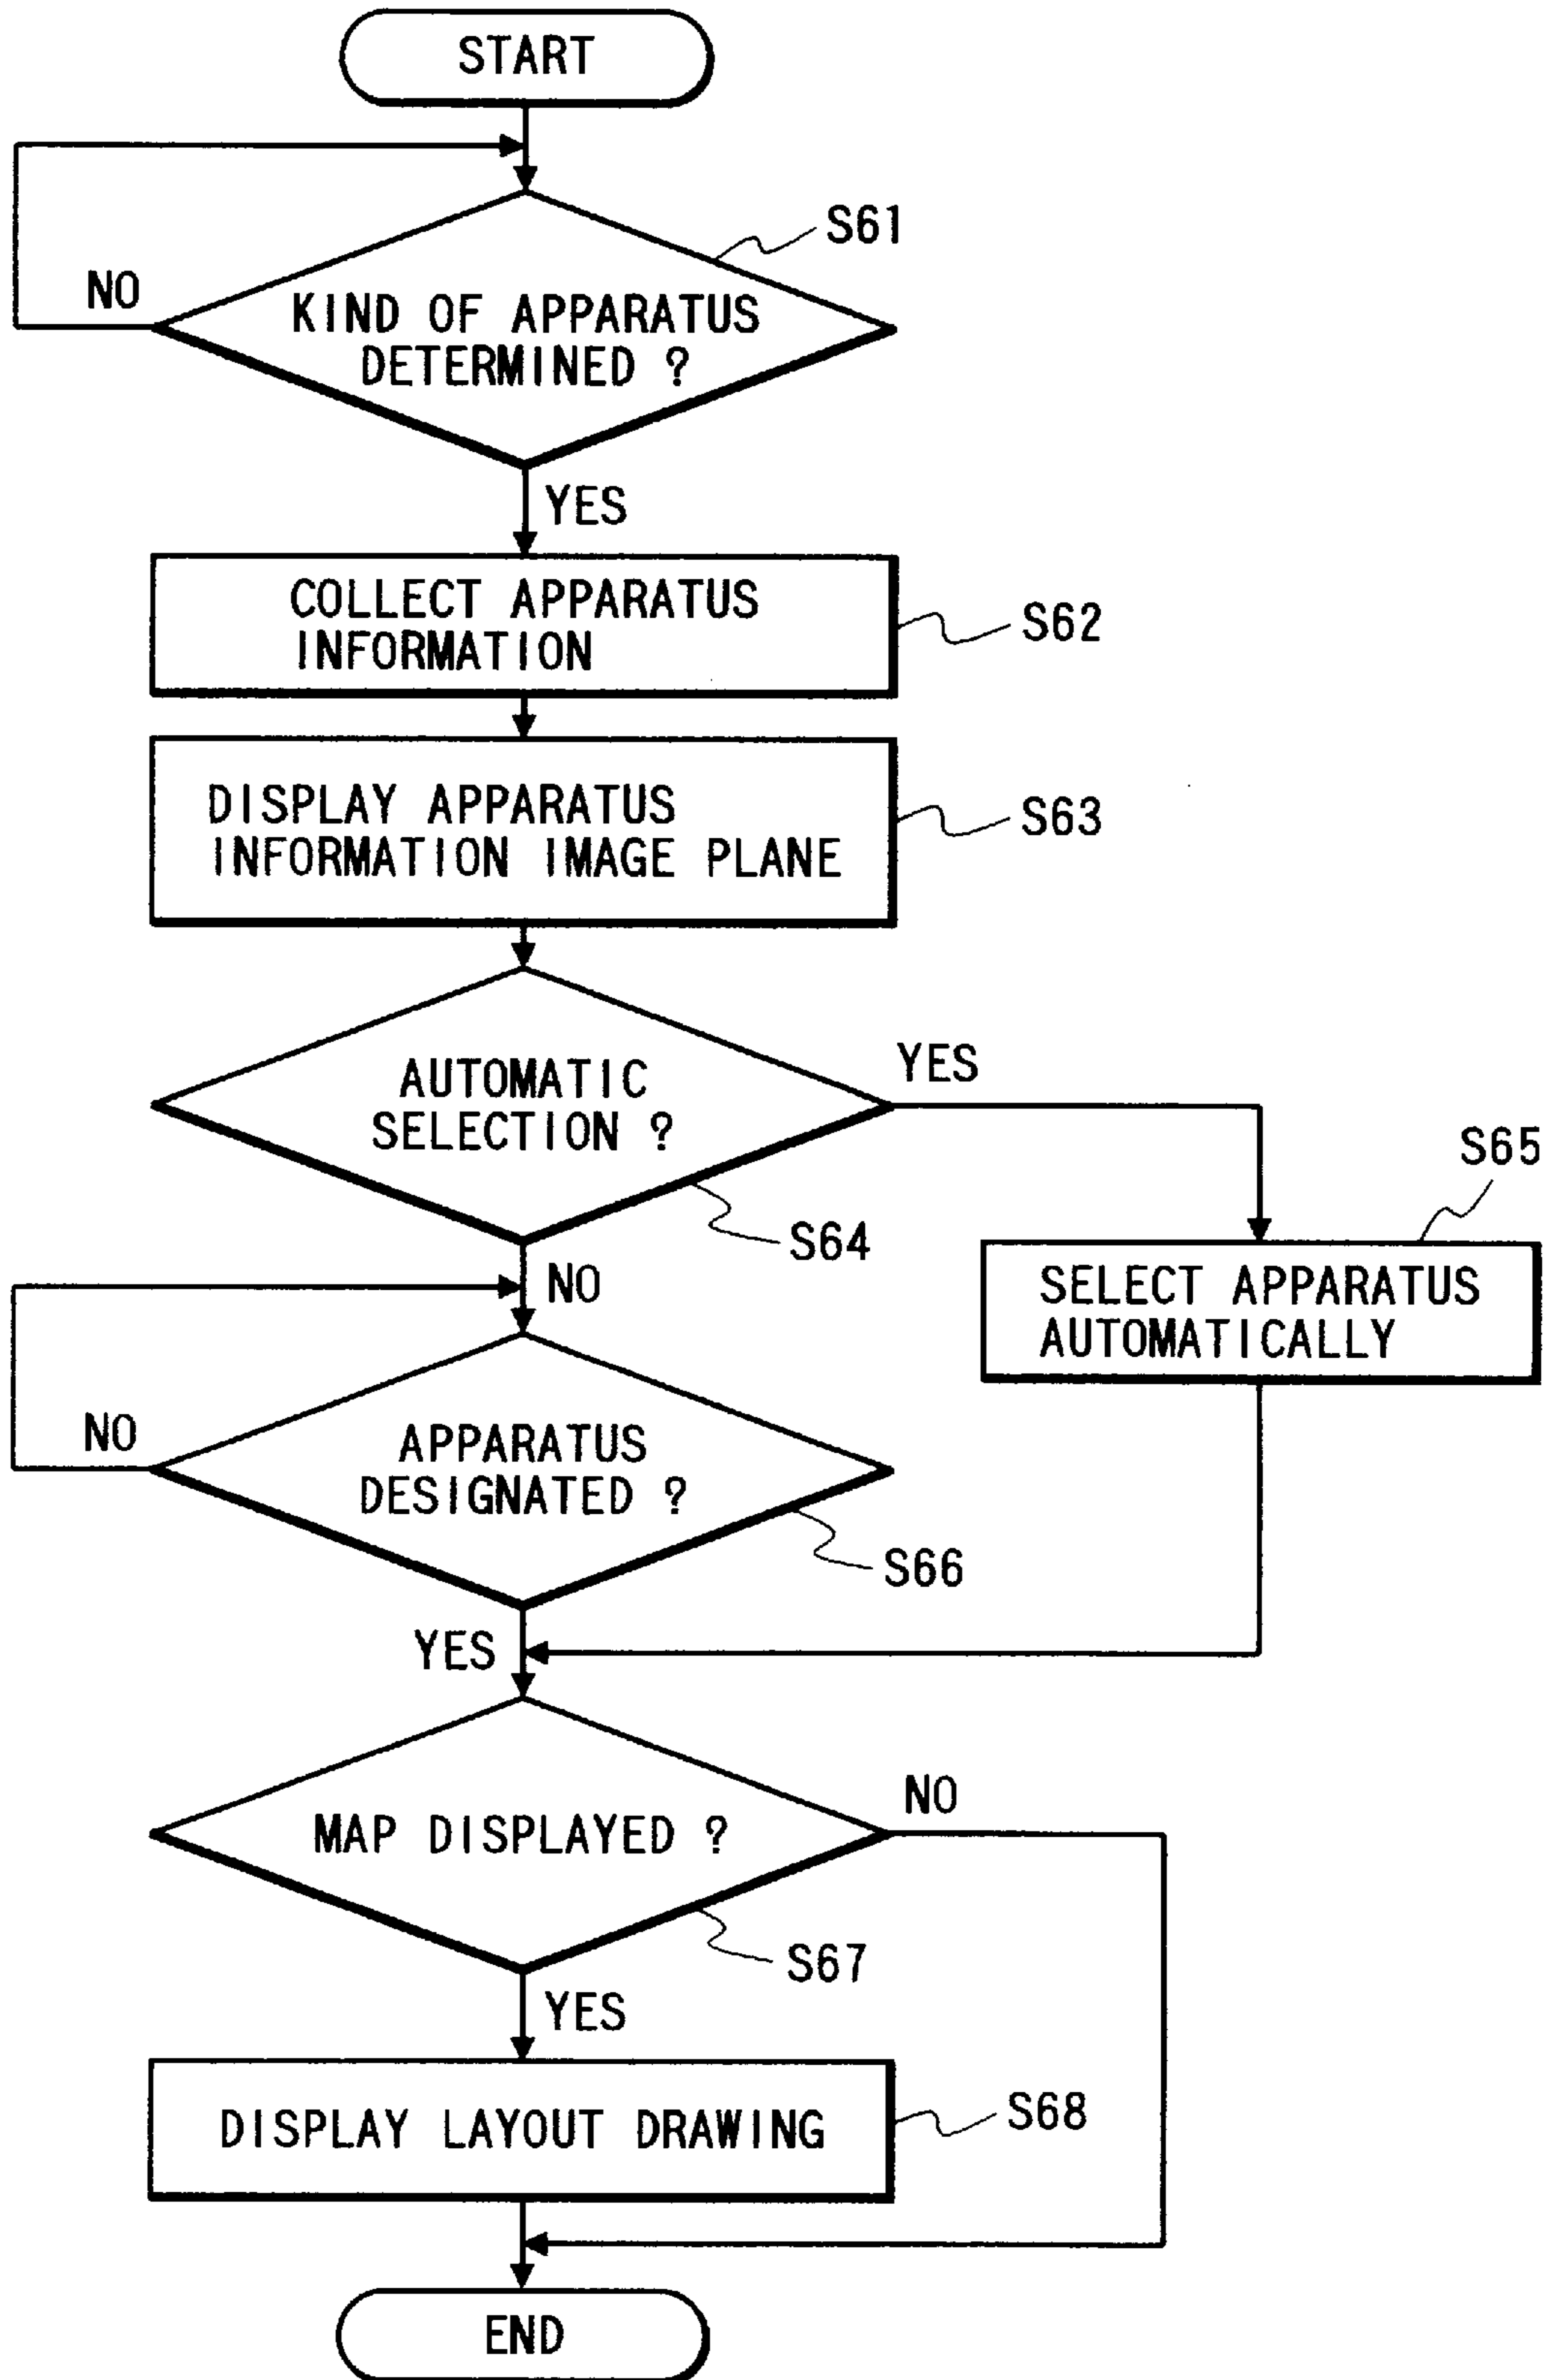 START
S61
NO
KIND OF APPARATUS
DETERMINED ?
YES
COLLECT APPARATUS
INFORMATION
S62
DISPLAY APPARATUS
INFORMATION IMAGE PLANE
S63
AUTOMATIC
SELECTION ?
YES
S64
S65
NO
SELECT APPARATUS
AUTOMATICALLY
NO
APPARATUS
DESIGNATED ?
S66
YES
MAP DISPLAYED ?
NO
S67
YES
DISPLAY LAYOUT DRAWING
S68
END